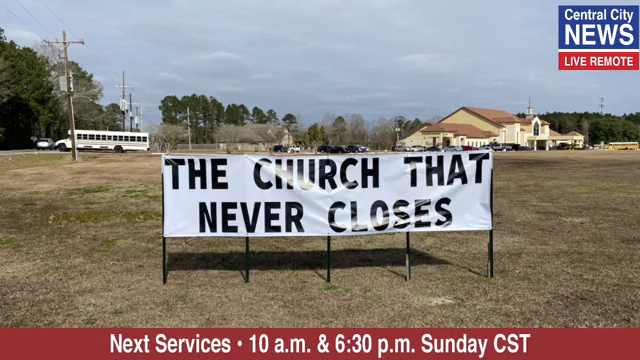 Central City
NEWS
LIVE REMOTE
THE CHURCH THAT
NEVER CLOSES
Next Services • 10 a.m. & 6:30 p.m. Sunday CST